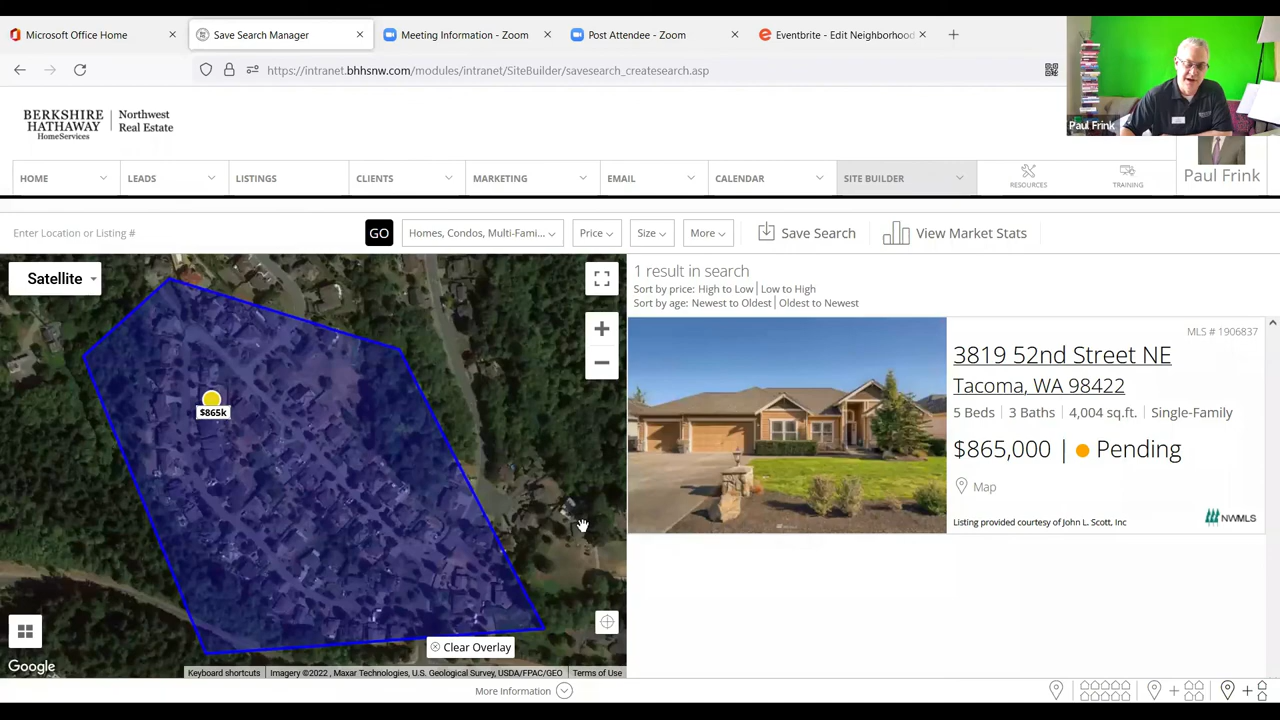 Microsoft Office Home
Save Search Manager
Meeting Information - Zoom
Post Attendee - Zoom
Eventbrite - Edit Neighborhood
https://intranet.bhhsnw.com/modules/intranet/SiteBuilder/savesearch_createsearch.asp
Paul Frink
BERKSHIRE
HATHAWAY
HomeServices
Northwest
Real Estate
HOME
LEADS
LISTINGS
CLIENTS
MARKETING
EMAIL
CALENDAR
SITE BUILDER
RESOURCES
TRAINING
Paul Frink
Enter Location or Listing #
GO
Homes, Condos, Multi-Fami...
Price
Size
More
Save Search
View Market Stats
Satellite
$865k
Clear Overlay
Google
Keyboard shortcuts
Imagery ©2022 , Maxar Technologies, U.S. Geological Survey, USDA/FPAC/GEO
Terms of Use
More Information
1 result in search
Sort by price: High to Low | Low to High
Sort by age: Newest to Oldest | Oldest to Newest
MLS # 1906837
3819 52nd Street NE
Tacoma, WA 98422
5 Beds | 3 Baths | 4,004 sq.ft. | Single-Family
$865,000 | Pending
Map
Listing provided courtesy of John L. Scott, Inc
NWMLS